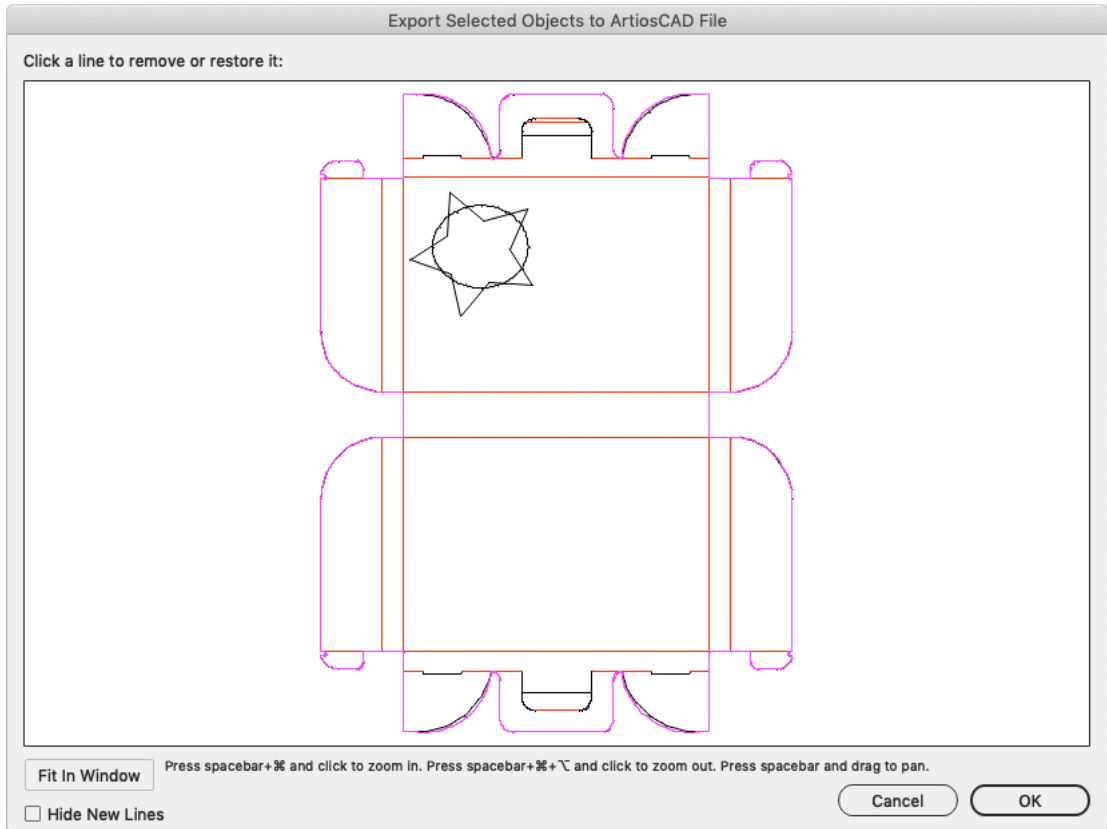 Export Selected Objects to ArtiosCAD File
Click a line to remove or restore it:
Fit In Window
Press spacebar+⌘ and click to zoom in. Press spacebar+⌘+⌥ and click to zoom out. Press spacebar and drag to pan.
Hide New Lines
Cancel
OK